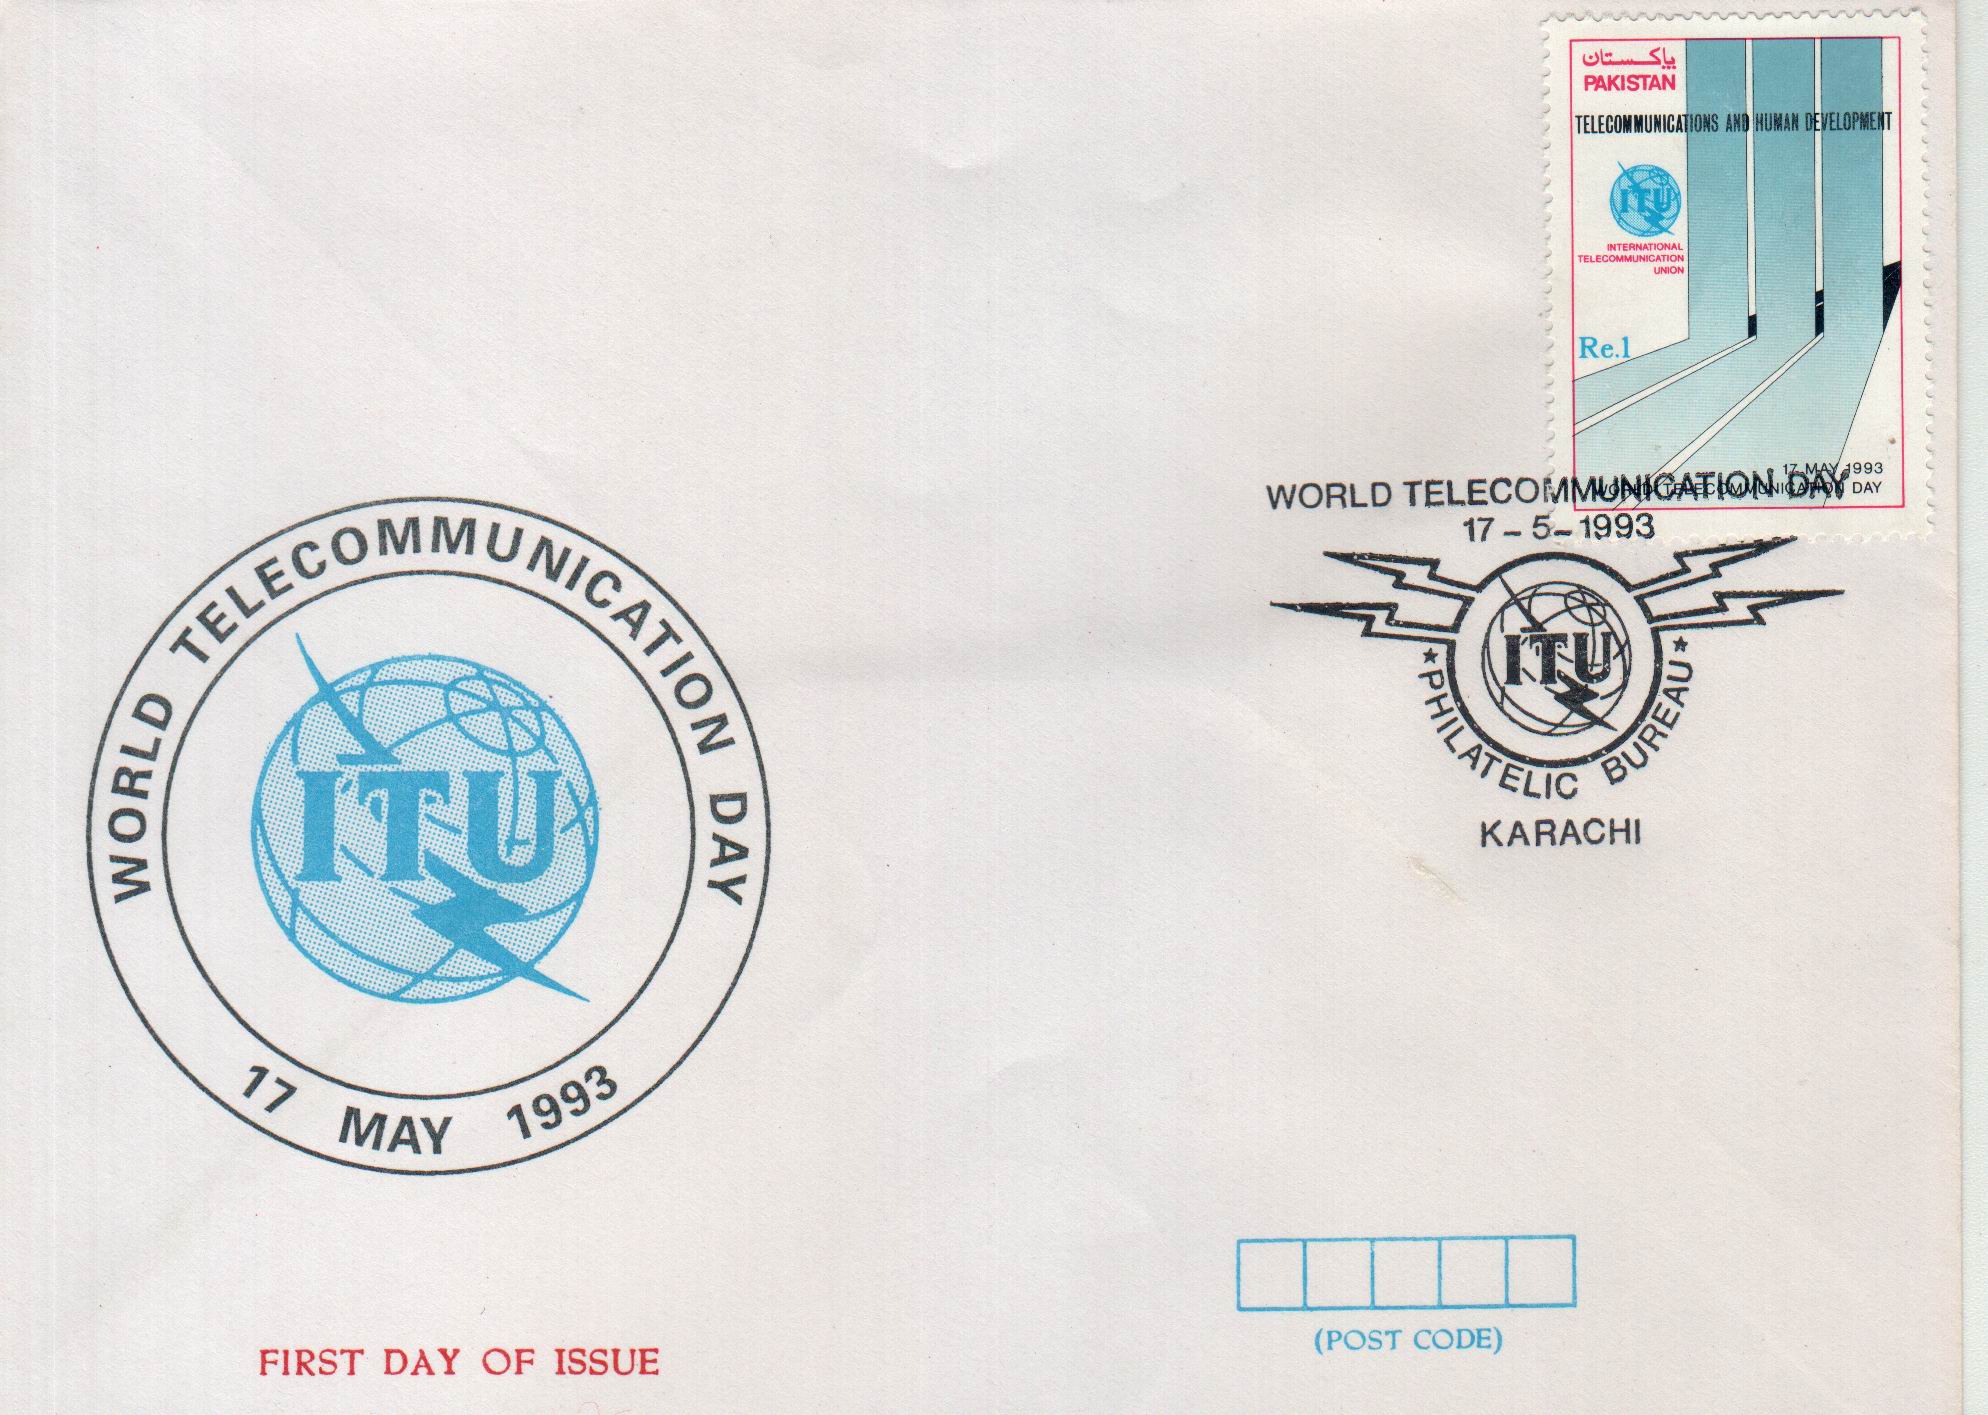 پاکستان
PAKISTAN
TELECOMMUNICATIONS AND HUMAN DEVELOPMENT
ITU
INTERNATIONAL
TELECOMMUNICATION
UNION
Re.1
17 MAY 1993
WORLD TELECOMMUNICATION DAY
WORLD TELECOMMUNICATION DAY
17-5-1993
ITU
★PHILATELIC BUREAU★
KARACHI
WORLD TELECOMMUNICATION DAY
ITU
17 MAY 1993
FIRST DAY OF ISSUE
(POST CODE)